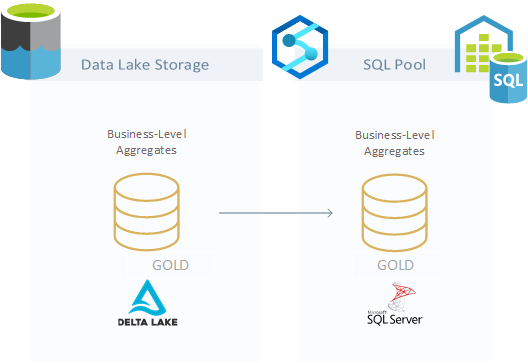 Data Lake Storage
SQL Pool
SQL
Business-Level
Aggregates
GOLD
DELTA LAKE
Business-Level
Aggregates
GOLD
Microsoft
SQL Server